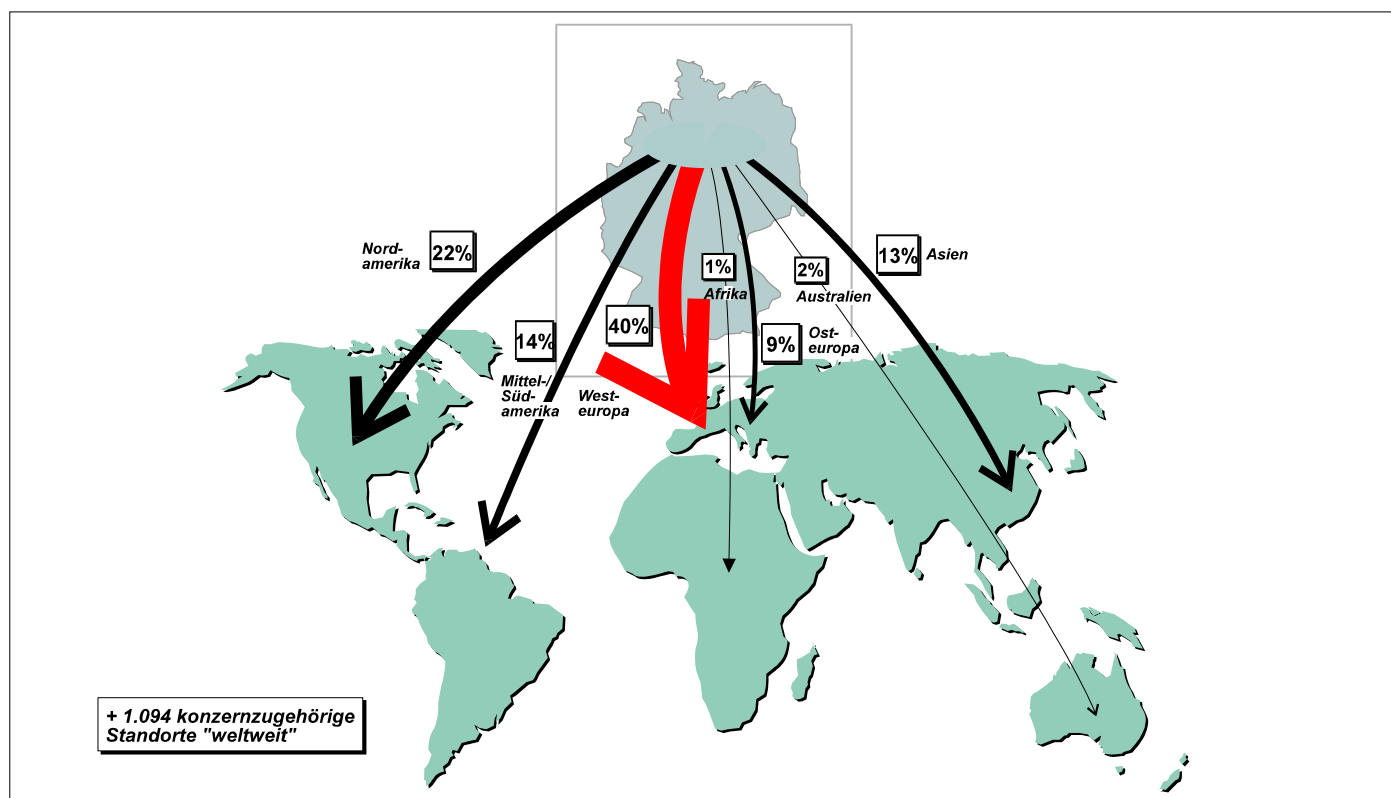 Nord-
amerika
22%
14%
Mittel-/
Süd-
amerika
40%
West-
europa
1%
Afrika
9%
Ost-
europa
2%
Australien
13%
Asien
+ 1.094 konzernzugehörige
Standorte "weltweit"